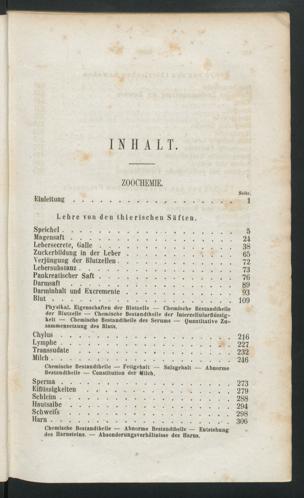 INHALT.
ZOOCHEMIE.
Seite.
Einleitung . . . . . . . . . . . . . . . 1
Lehre von den thierischen Säften.
Speichel . . . . . . . . . . . . . . . 5
Magensaft . . . . . . . . . . . . . . . 24
Lebersecrete, Galle . . . . . . . . . . . . 38
Zuckerbildung in der Leber . . . . . . . . . . 65
Verjüngung der Blutzellen . . . . . . . . . . 72
Lebersubstanz . . . . . . . . . . . . . . 73
Pankreatischer Saft . . . . . . . . . . . . 76
Darmsaft . . . . . . . . . . . . . . . 89
Darminhalt und Excremente . . . . . . . . . . 93
Blut . . . . . . . . . . . . . . . . 109
Physikal. Eigenschaften der Blutzelle — Chemische Bestandtheile
der Blutzelle — Chemische Bestandtheile der Intercellularflüssig-
keit — Chemische Bestandtheile des Serums — Quantitative Zu-
sammensetzung des Bluts.
Chylus . . . . . . . . . . . . . . . 216
Lymphe . . . . . . . . . . . . . . . 227
Transsudate . . . . . . . . . . . . . . 232
Milch . . . . . . . . . . . . . . . . 246
Chemische Bestandtheile — Fettgehalt — Salzgehalt — Abnorme
Bestandtheile — Constitution der Milch.
Sperma . . . . . . . . . . . . . . . 273
Eiflüssigkeiten . . . . . . . . . . . . . 279
Schleim . . . . . . . . . . . . . . . 288
Hautsalbe . . . . . . . . . . . . . . . 294
Schweiß . . . . . . . . . . . . . . . 298
Harn . . . . . . . . . . . . . . . . 306
Chemische Bestandtheile — Abnorme Bestandtheile — Entstehung
des Harnsteins. — Absonderungsverhältnisse des Harns.